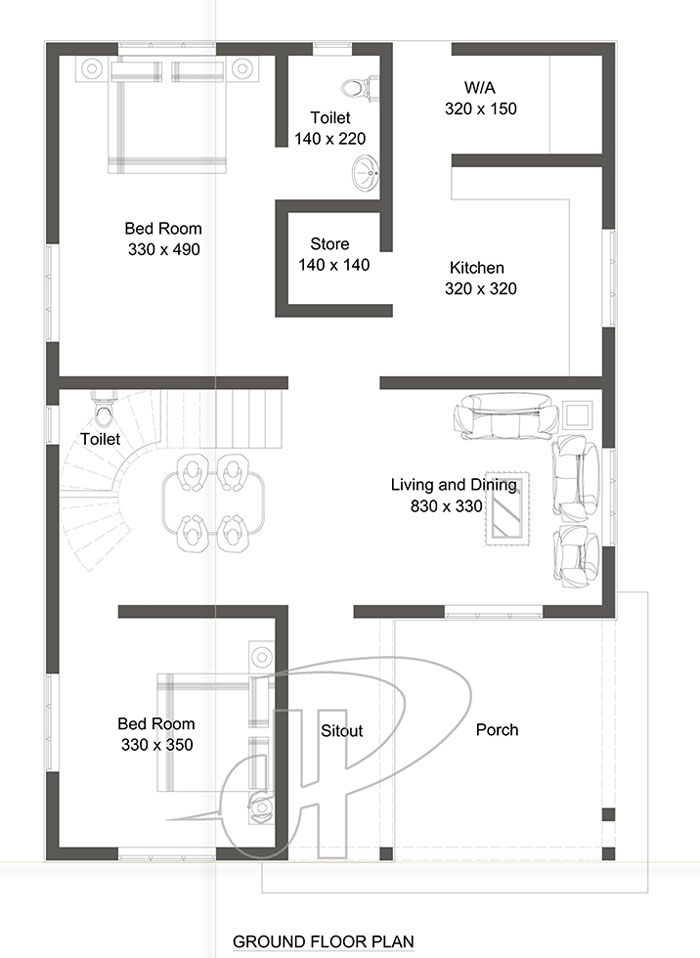 W/A
320 x 150
Toilet
140 x 220
Bed Room
330 x 490
Store
140 x 140
Kitchen
320 x 320
Toilet
Living and Dining
830 x 330
Bed Room
330 x 350
Sitout
Porch
GROUND FLOOR PLAN